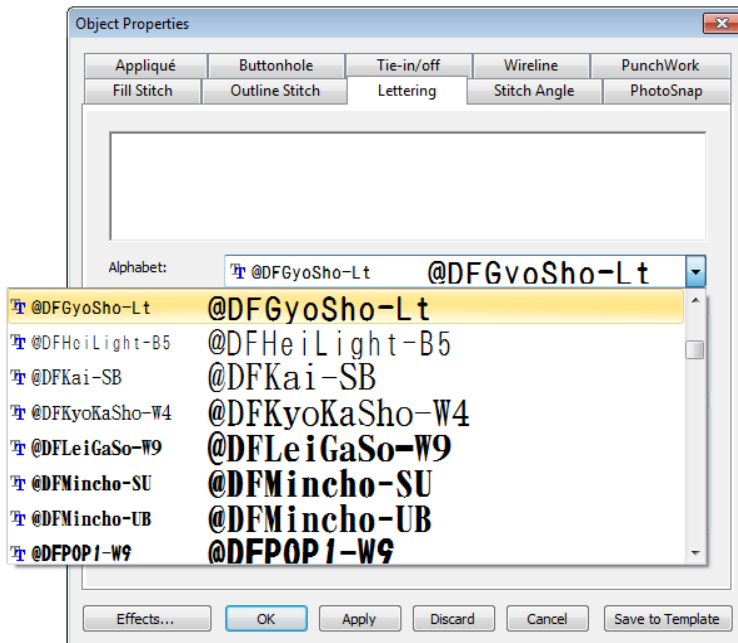 Object Properties
Appliqué Buttonhole Tie-in/off Wireline PunchWork
Fill Stitch Outline Stitch Lettering Stitch Angle PhotoSnap
Alphabet: @DFGyoSho-Lt @DFGyoSho-Lt
@DFGyoSho-Lt @DFGyoSho-Lt
@DFHeiLight-B5 @DFHeiLight-B5
@DFKai-SB @DFKai-SB
@DFKyoKaSho-W4 @DFKyoKaSho-W4
@DFLeiGaSo-W9 @DFLeiGaSo-W9
@DFMincho-SU @DFMincho-SU
@DFMincho-UB @DFMincho-UB
@DFPOP1-W9 @DFPOP1-W9
Effects... OK Apply Discard Cancel Save to Template